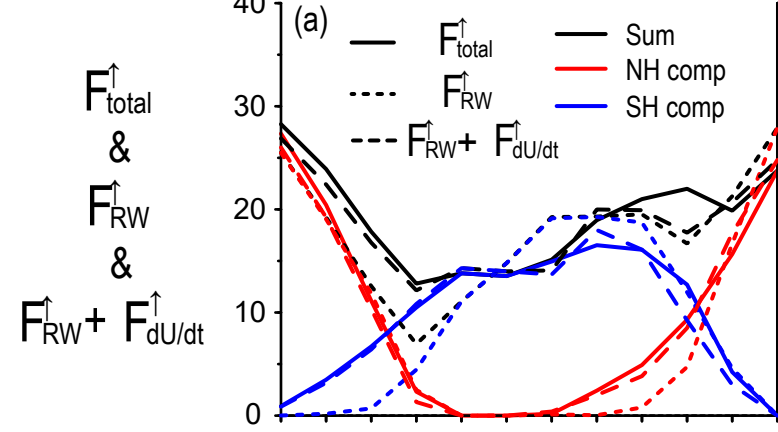 F↑total
&
F↑RW
&
F↑RW + F↑dU/dt
40
30
20
10
0
(a)
F↑total
F↑RW
F↑RW + F↑dU/dt
Sum
NH comp
SH comp